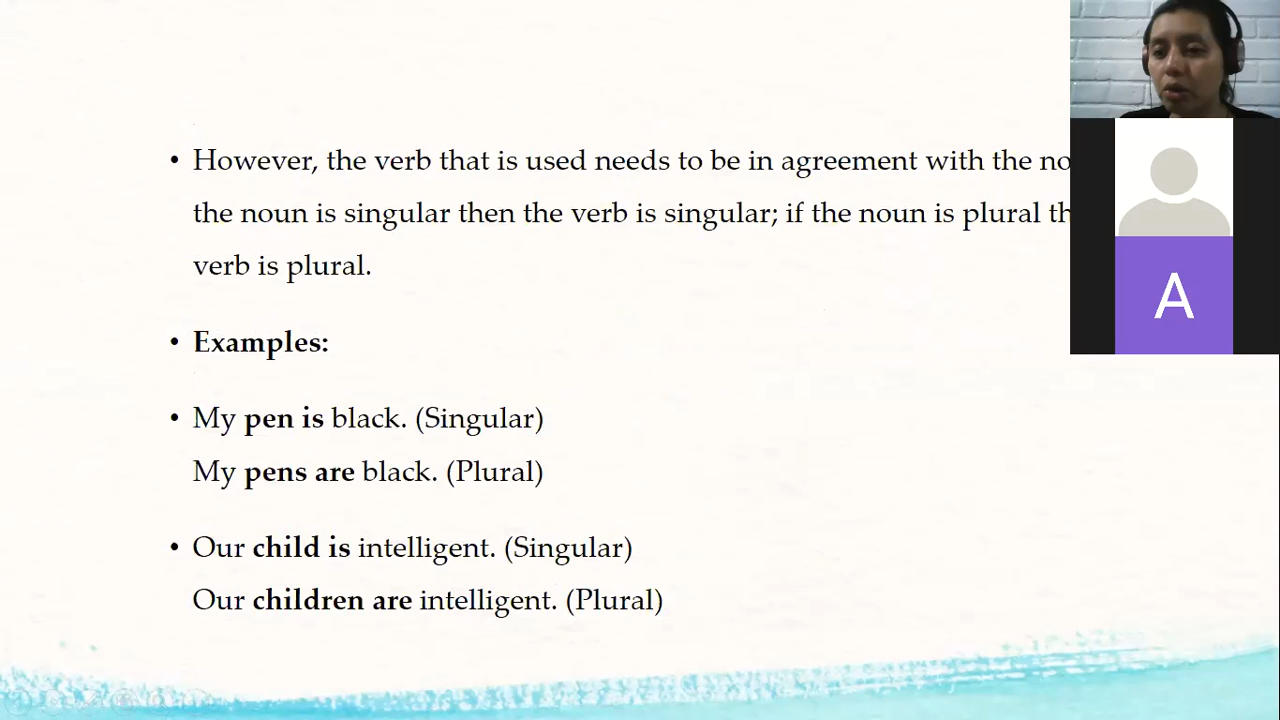 However, the verb that is used needs to be in agreement with the
the noun is singular then the verb is singular; if the noun is plural
verb is plural.
Examples:
My pen is black. (Singular)
My pens are black. (Plural)
Our child is intelligent. (Singular)
Our children are intelligent. (Plural)
A